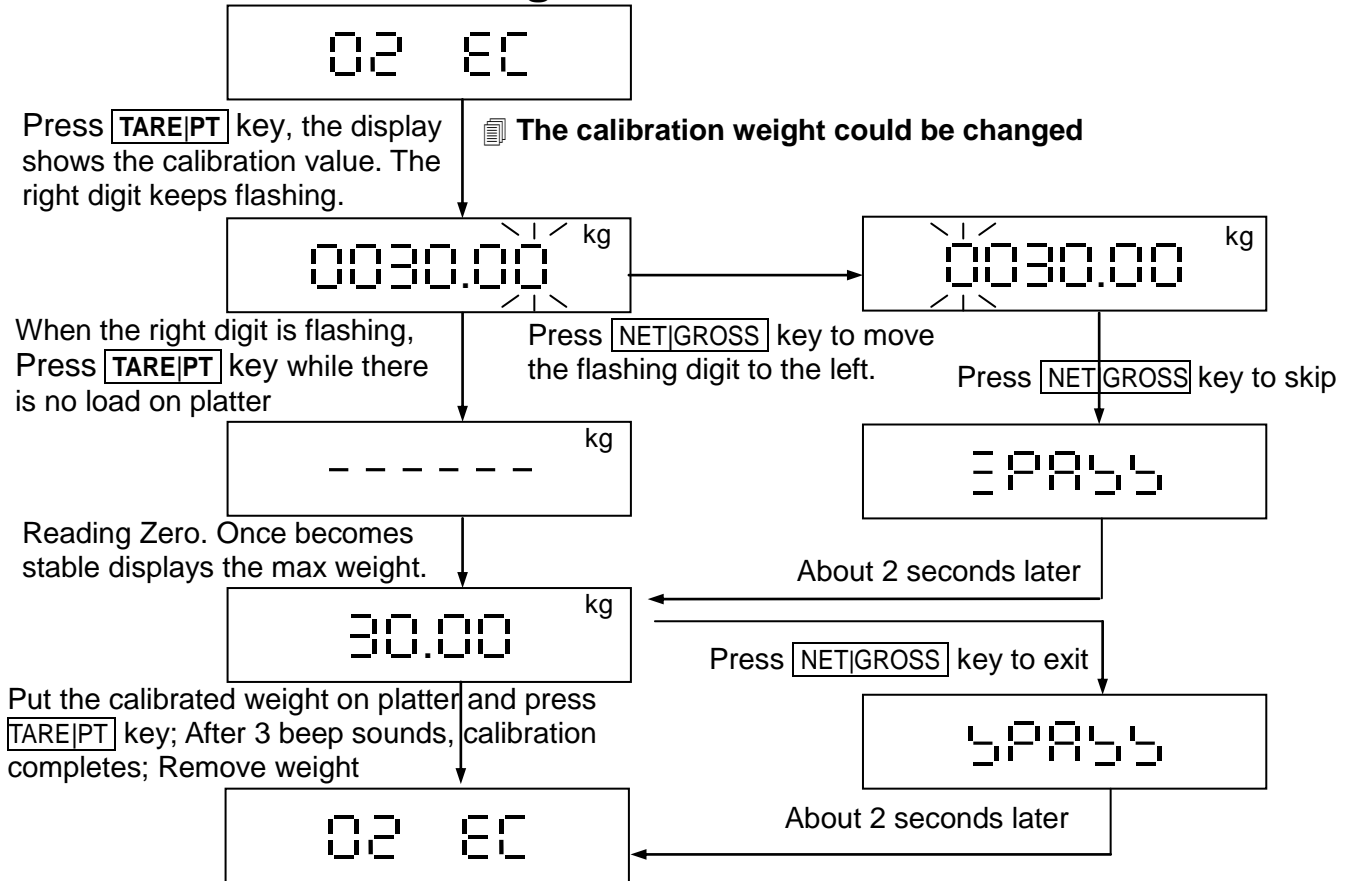 02 EC
Press TARE|PT key, the display
shows the calibration value. The
right digit keeps flashing.
The calibration weight could be changed
0030.00 kg
0030.00 kg
When the right digit is flashing,
Press TARE|PT key while there
is no load on platter
Press NET|GROSS key to move
the flashing digit to the left.
Press NET|GROSS key to skip
------ kg
Reading Zero. Once becomes
stable displays the max weight.
PASS
About 2 seconds later
30.00 kg
Press NET|GROSS key to exit
Put the calibrated weight on platter and press
TARE|PT key; After 3 beep sounds, calibration
completes; Remove weight
SPASS
About 2 seconds later
02 EC